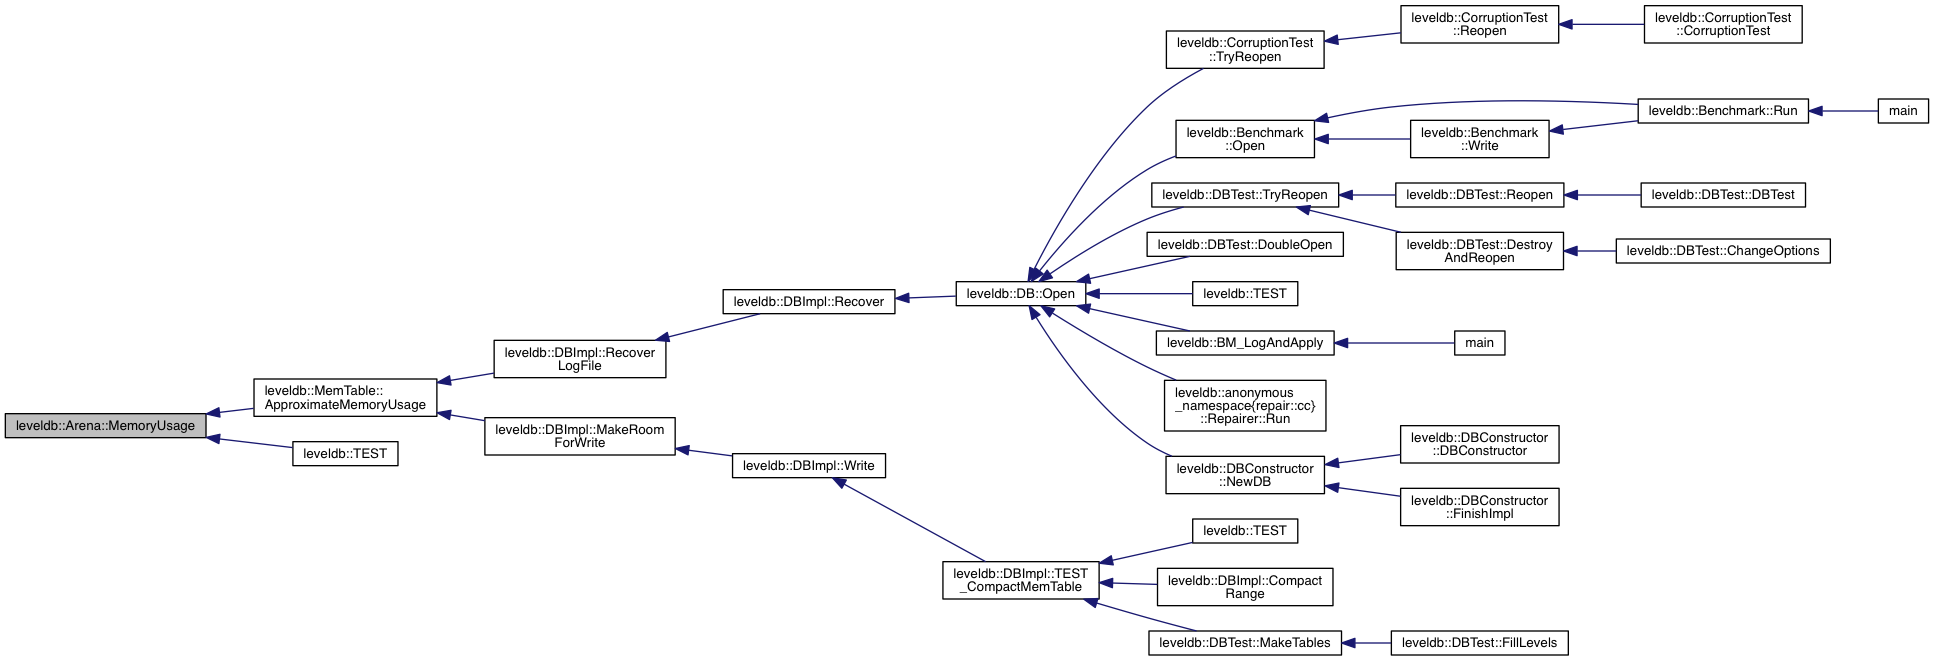 leveldb::CorruptionTest
::TryReopen
leveldb::CorruptionTest
::Reopen
leveldb::CorruptionTest
::CorruptionTest
leveldb::Benchmark
::Open
leveldb::Benchmark
::Write
leveldb::Benchmark::Run
main
leveldb::DBTest::TryReopen
leveldb::DBTest::Reopen
leveldb::DBTest::DBTest
leveldb::DBTest::DoubleOpen
leveldb::DBTest::Destroy
AndReopen
leveldb::DBTest::ChangeOptions
leveldb::DBImpl::Recover
leveldb::DB::Open
leveldb::TEST
leveldb::DBImpl::Recover
LogFile
leveldb::BM_LogAndApply
main
leveldb::MemTable::
ApproximateMemoryUsage
leveldb::anonymous
_namespace{repair::cc}
::Repairer::Run
leveldb::Arena::MemoryUsage
leveldb::TEST
leveldb::DBImpl::MakeRoom
ForWrite
leveldb::DBImpl::Write
leveldb::DBConstructor
::NewDB
leveldb::DBConstructor
::DBConstructor
leveldb::DBConstructor
::FinishImpl
leveldb::TEST
leveldb::DBImpl::TEST
_CompactMemTable
leveldb::DBImpl::Compact
Range
leveldb::DBTest::MakeTables
leveldb::DBTest::FillLevels